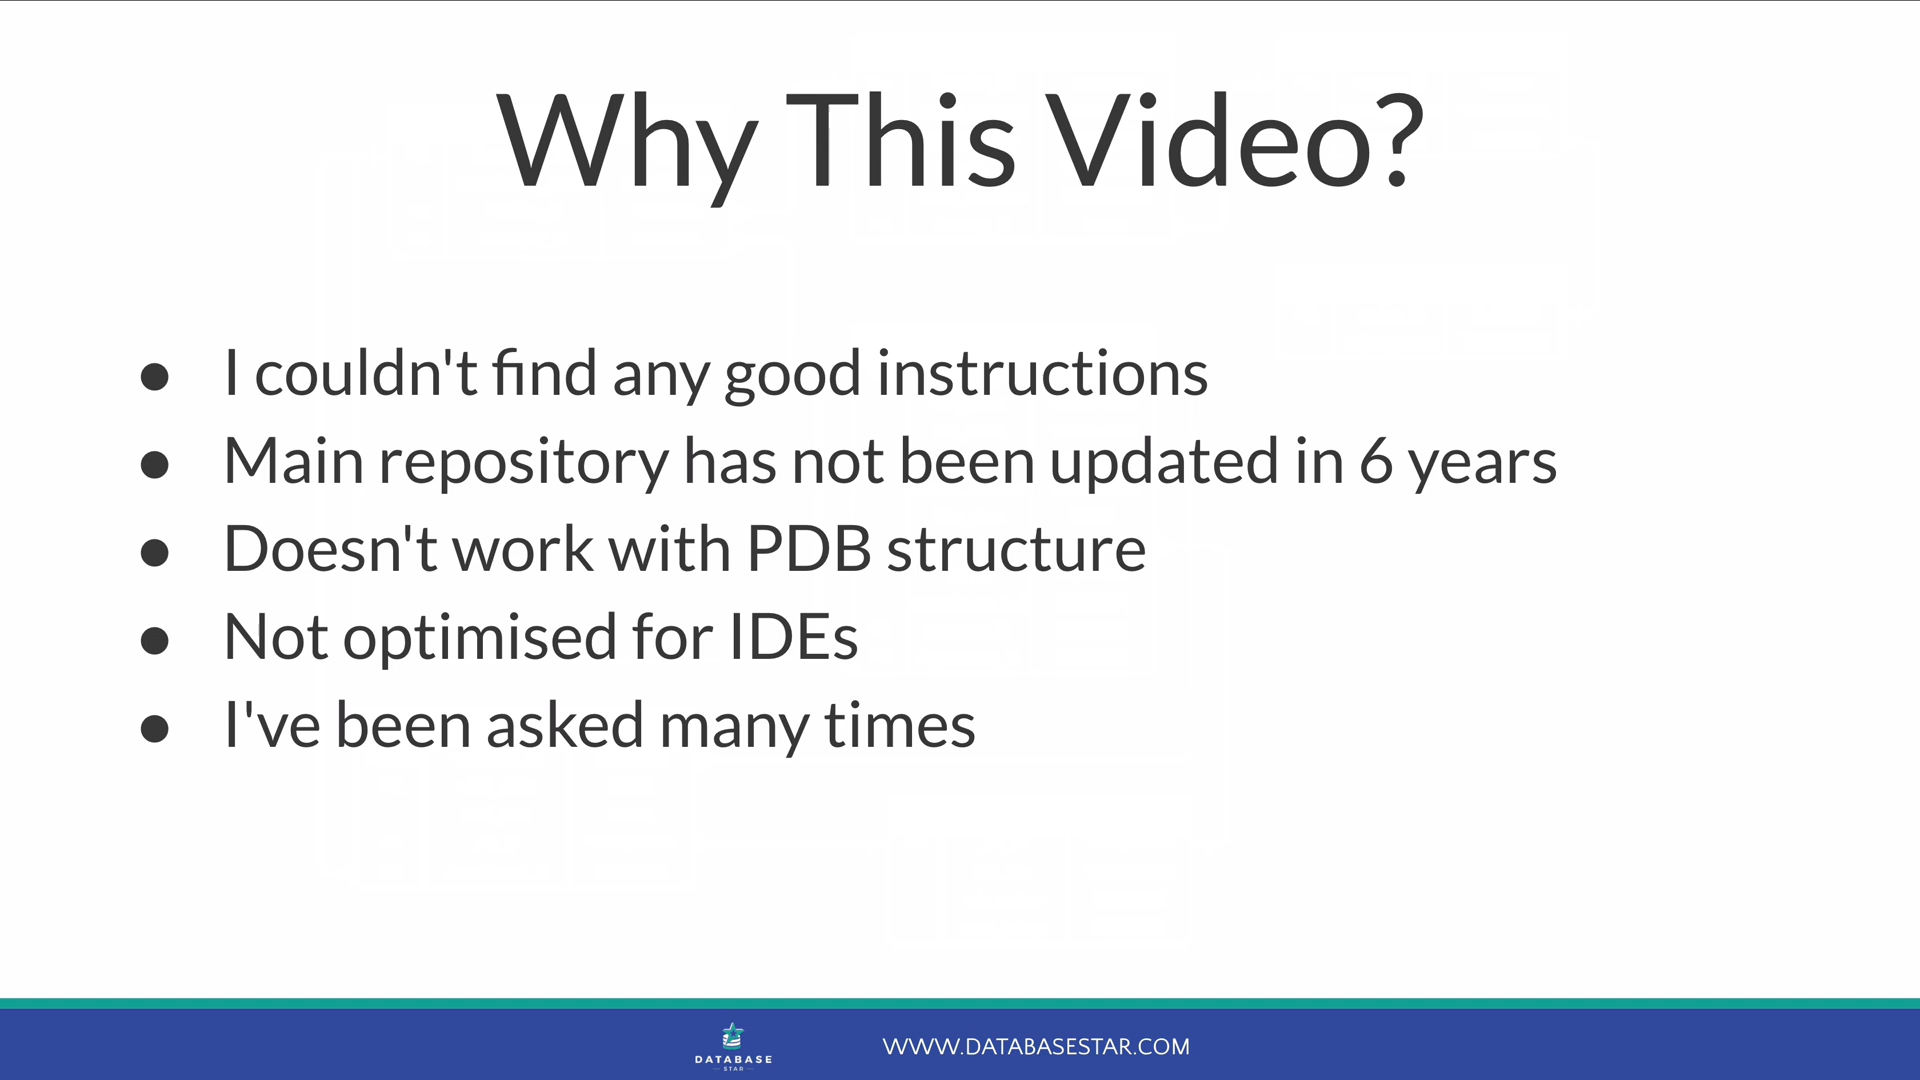 Why This Video?
● I couldn't find any good instructions
● Main repository has not been updated in 6 years
● Doesn't work with PDB structure
● Not optimised for IDEs
● I've been asked many times
DATABASE
STAR
WWW.DATABASESTAR.COM